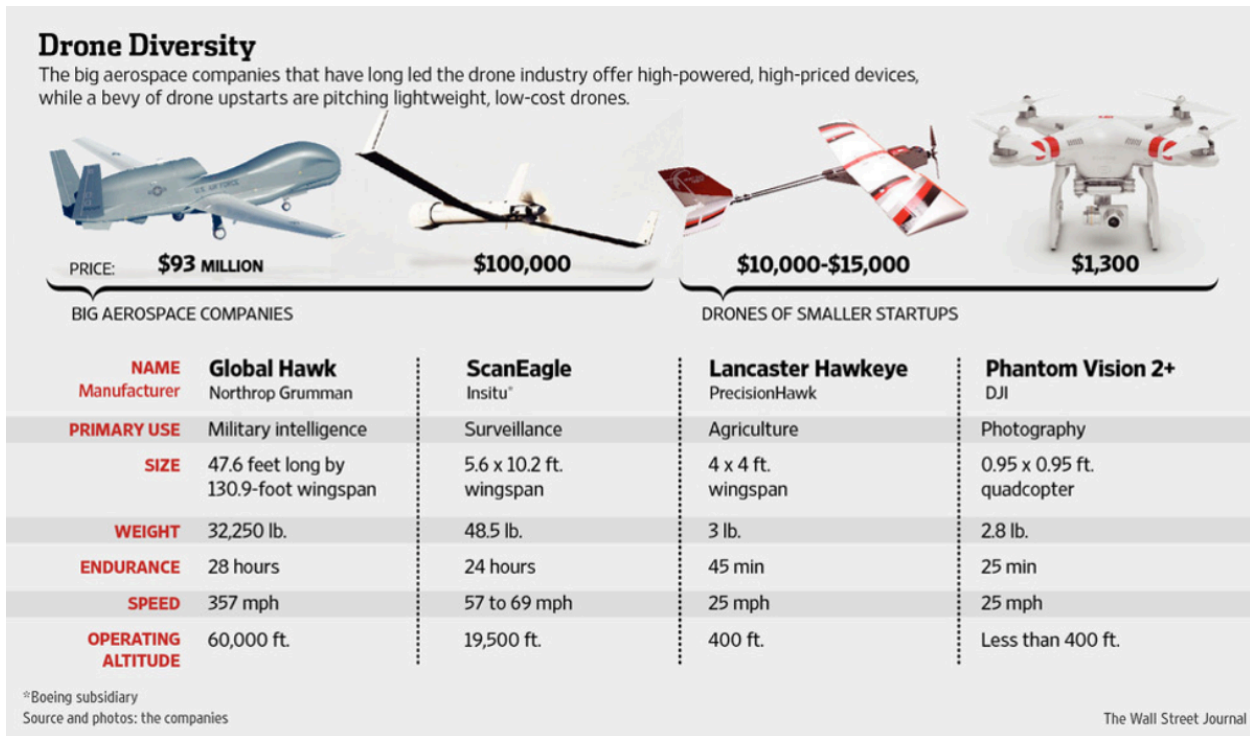 Drone Diversity
The big aerospace companies that have long led the drone industry offer high-powered, high-priced devices,
while a bevy of drone upstarts are pitching lightweight, low-cost drones.
U.S. AIR FORCE
PRICE: $93 MILLION $100,000 $10,000-$15,000 $1,300
BIG AEROSPACE COMPANIES DRONES OF SMALLER STARTUPS
NAME Global Hawk ScanEagle Lancaster Hawkeye Phantom Vision 2+
Manufacturer Northrop Grumman Insitu* PrecisionHawk DJI
PRIMARY USE Military intelligence Surveillance Agriculture Photography
SIZE 47.6 feet long by 5.6 x 10.2 ft. 4 x 4 ft. 0.95 x 0.95 ft.
130.9-foot wingspan wingspan wingspan quadcopter
WEIGHT 32,250 lb. 48.5 lb. 3 lb. 2.8 lb.
ENDURANCE 28 hours 24 hours 45 min 25 min
SPEED 357 mph 57 to 69 mph 25 mph 25 mph
OPERATING 60,000 ft. 19,500 ft. 400 ft. Less than 400 ft.
ALTITUDE
*Boeing subsidiary
Source and photos: the companies The Wall Street Journal